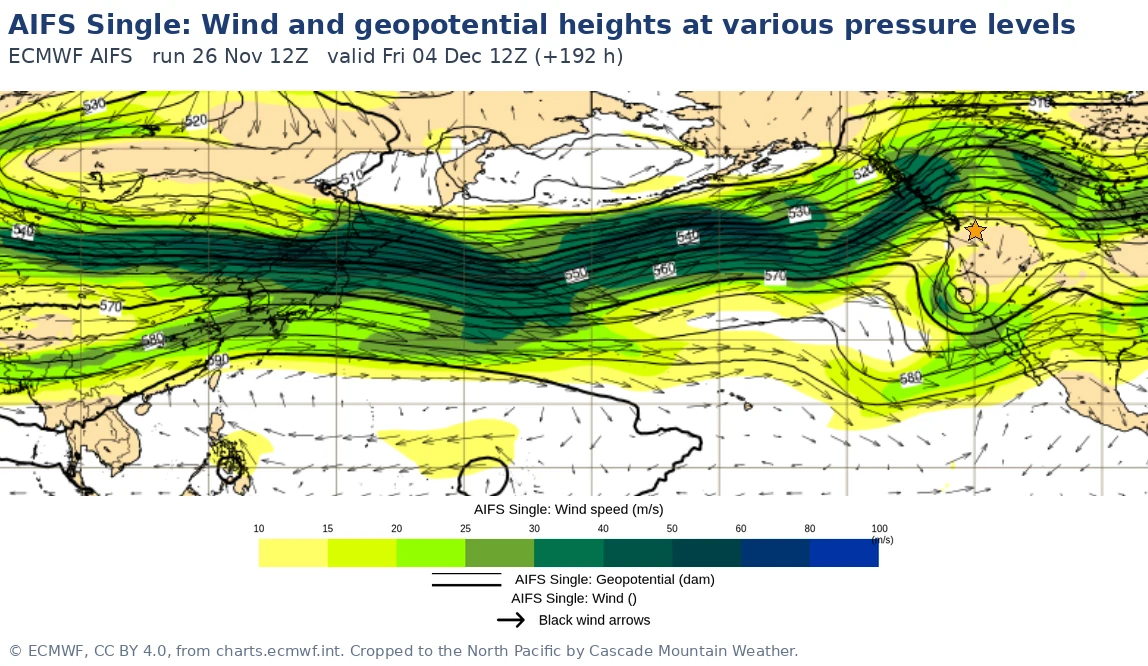 AIFS Single: Wind and geopotential heights at various pressure levels
ECMWF AIFS run 26 Nov 12Z valid Fri 04 Dec 12Z (+192 h)
530
520
510
510
520
530
540
540
550
560
570
570
580
580
590
AIFS Single: Wind speed (m/s)
10 15 20 25 30 40 50 60 80 100
(m/s)
AIFS Single: Geopotential (dam)
AIFS Single: Wind ()
Black wind arrows
© ECMWF, CC BY 4.0, from charts.ecmwf.int. Cropped to the North Pacific by Cascade Mountain Weather.